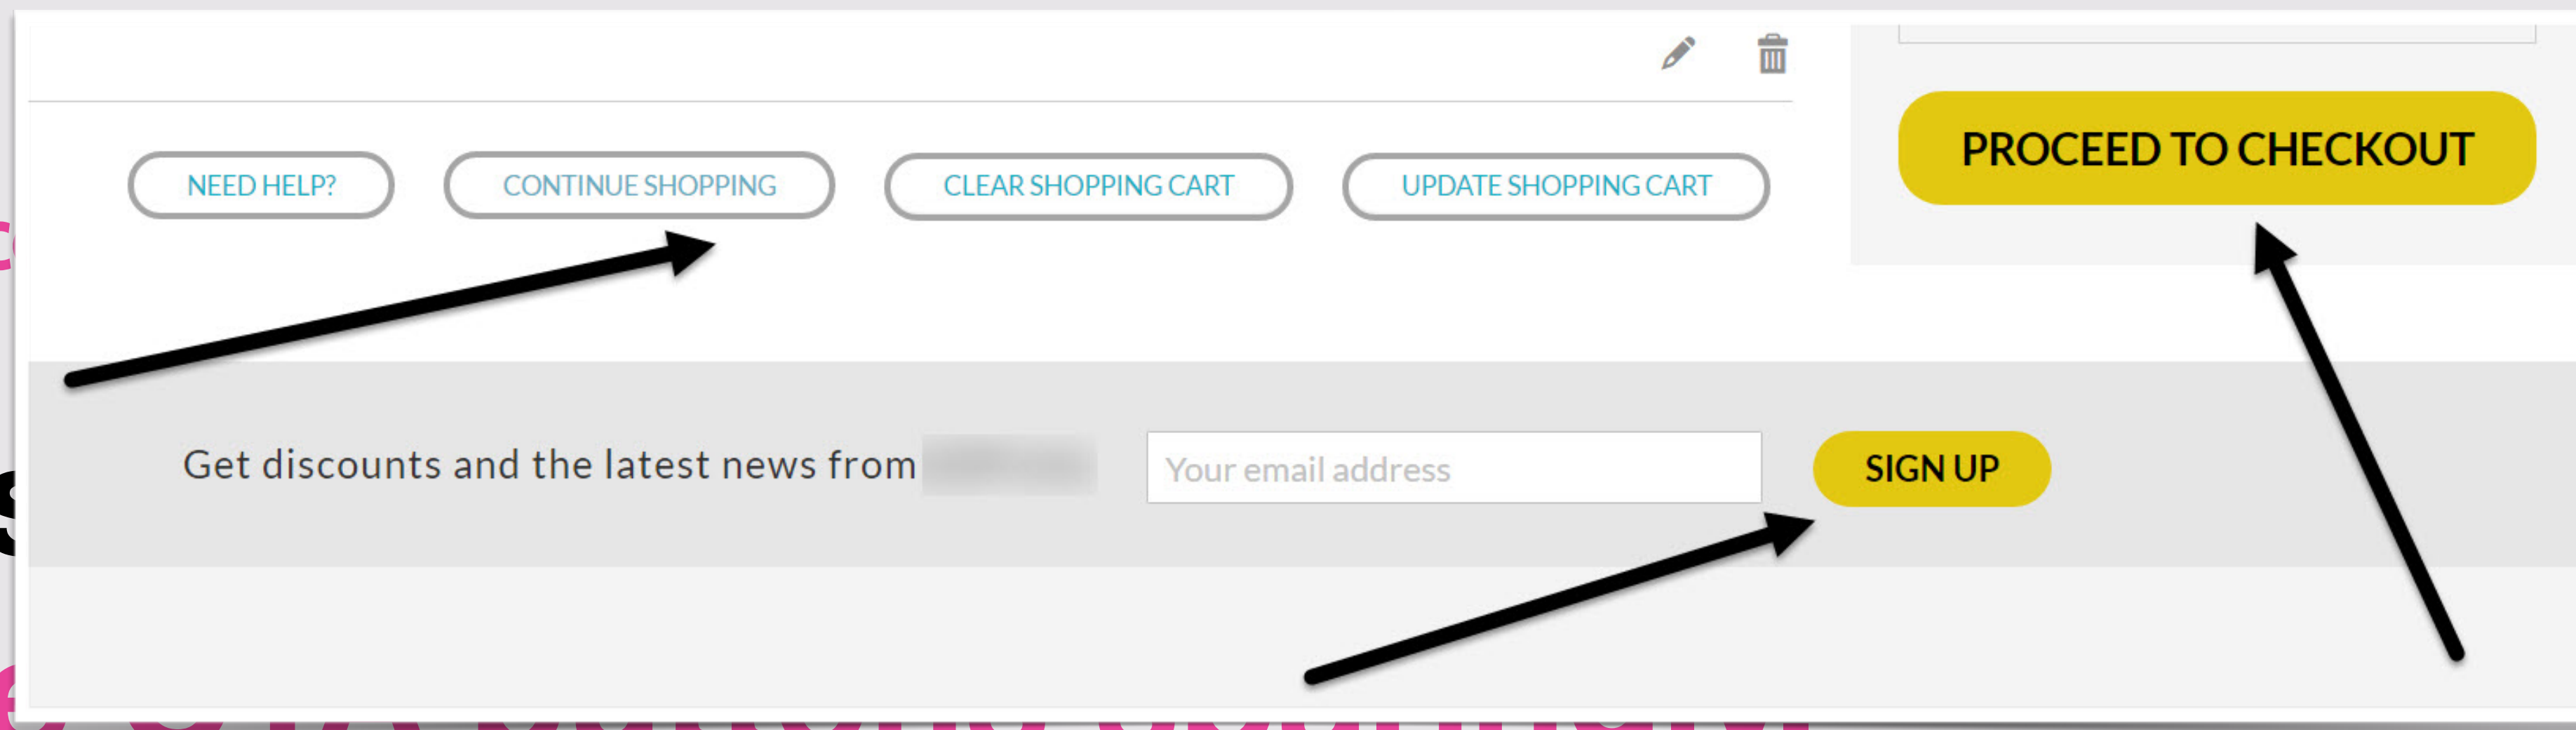 NEED HELP?
CONTINUE SHOPPING
CLEAR SHOPPING CART
UPDATE SHOPPING CART
PROCEED TO CHECKOUT
Get discounts and the latest news from
Your email address
SIGN UP